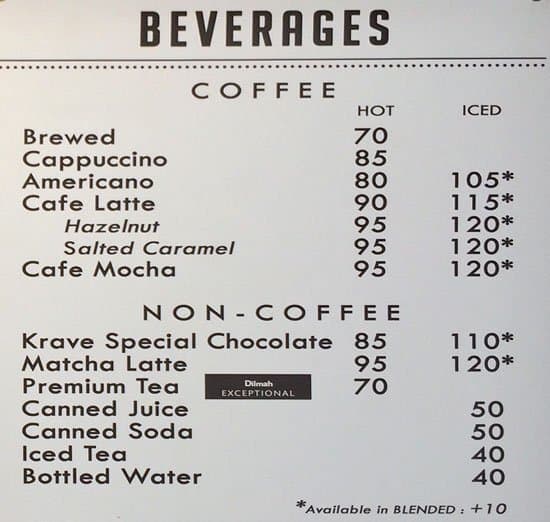 BEVERAGES
COFFEE
HOT ICED
Brewed 70
Cappuccino 85
Americano 80 105*
Cafe Latte 90 115*
Hazelnut 95 120*
Salted Caramel 95 120*
Cafe Mocha 95 120*
NON-COFFEE
Krave Special Chocolate 85 110*
Matcha Latte 95 120*
Premium Tea Dilmah EXCEPTIONAL 70
Canned Juice 50
Canned Soda 50
Iced Tea 40
Bottled Water 40
*Available in BLENDED : +10